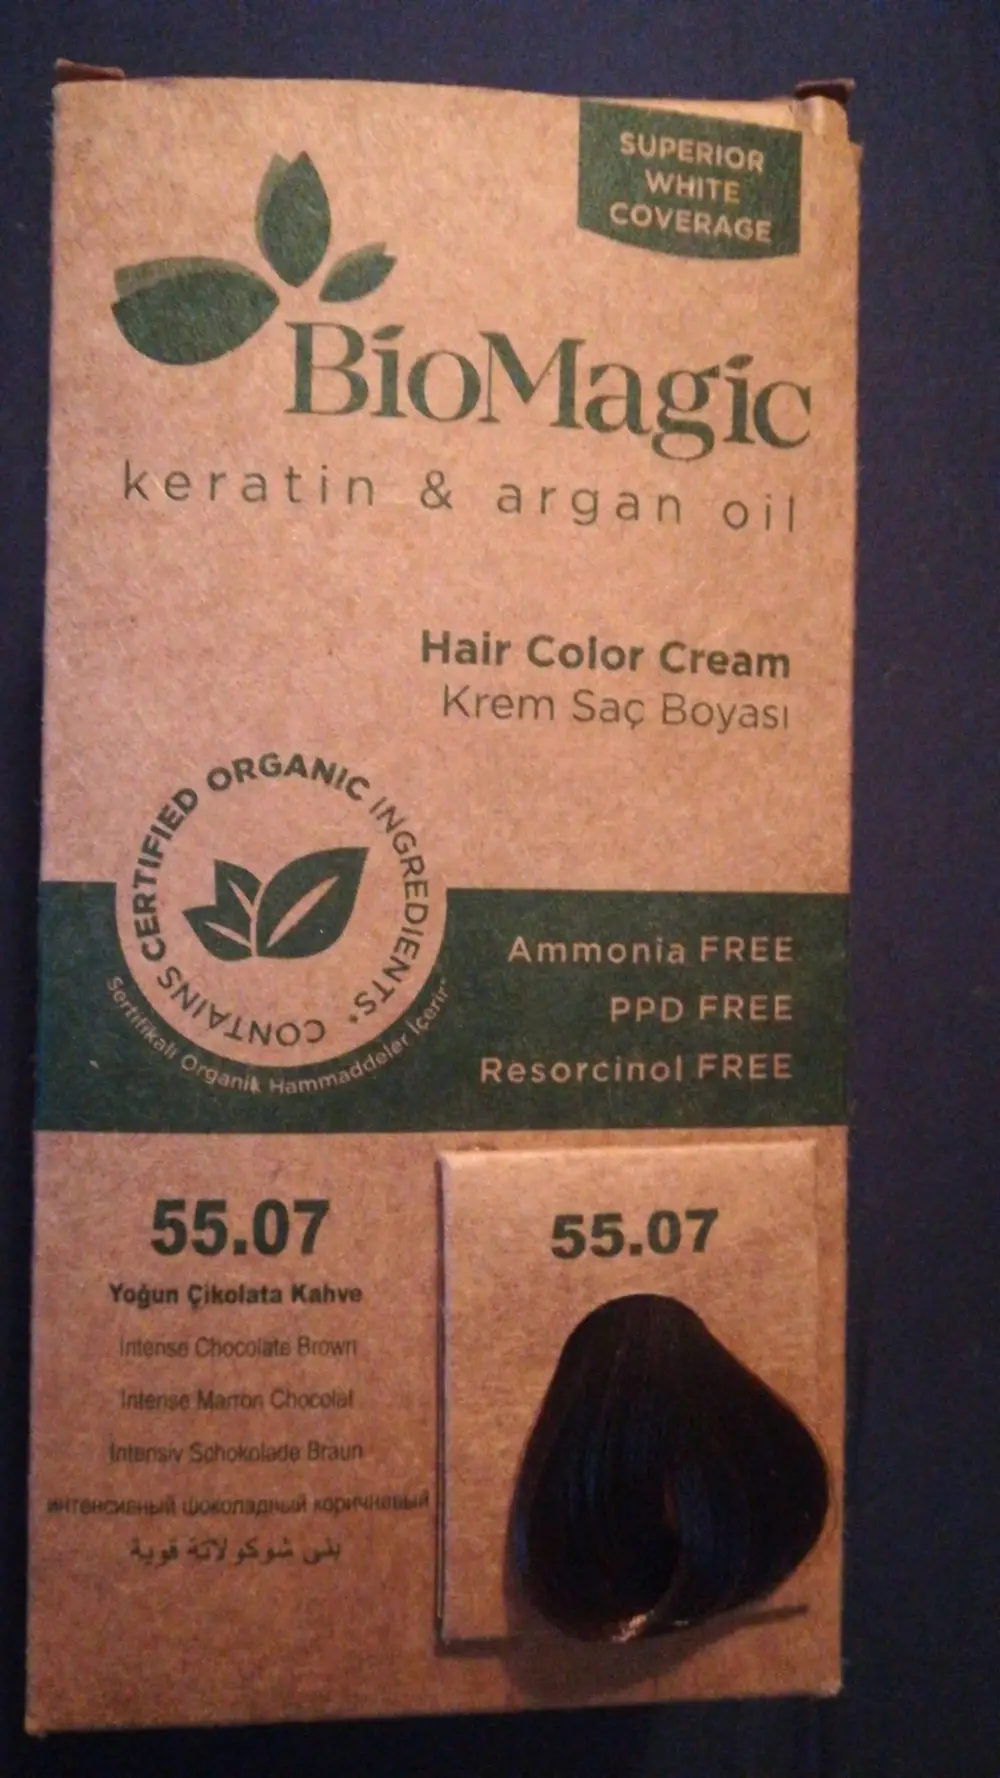 SUPERIOR
WHITE
COVERAGE
BioMagic
keratin & argan oil
Hair Color Cream
Krem Saç Boyası
CONTAINS CERTIFIED ORGANIC INGREDIENTS*
Sertifikalı Organik Hammaddeler İçerir*
Ammonia FREE
PPD FREE
Resorcinol FREE
55.07
Yoğun Çikolata Kahve
Intense Chocolate Brown
Intense Marron Chocolat
Intensiv Schokolade Braun
интенсивный шоколадный коричневый
بنى شوكولاتة قوية
55.07